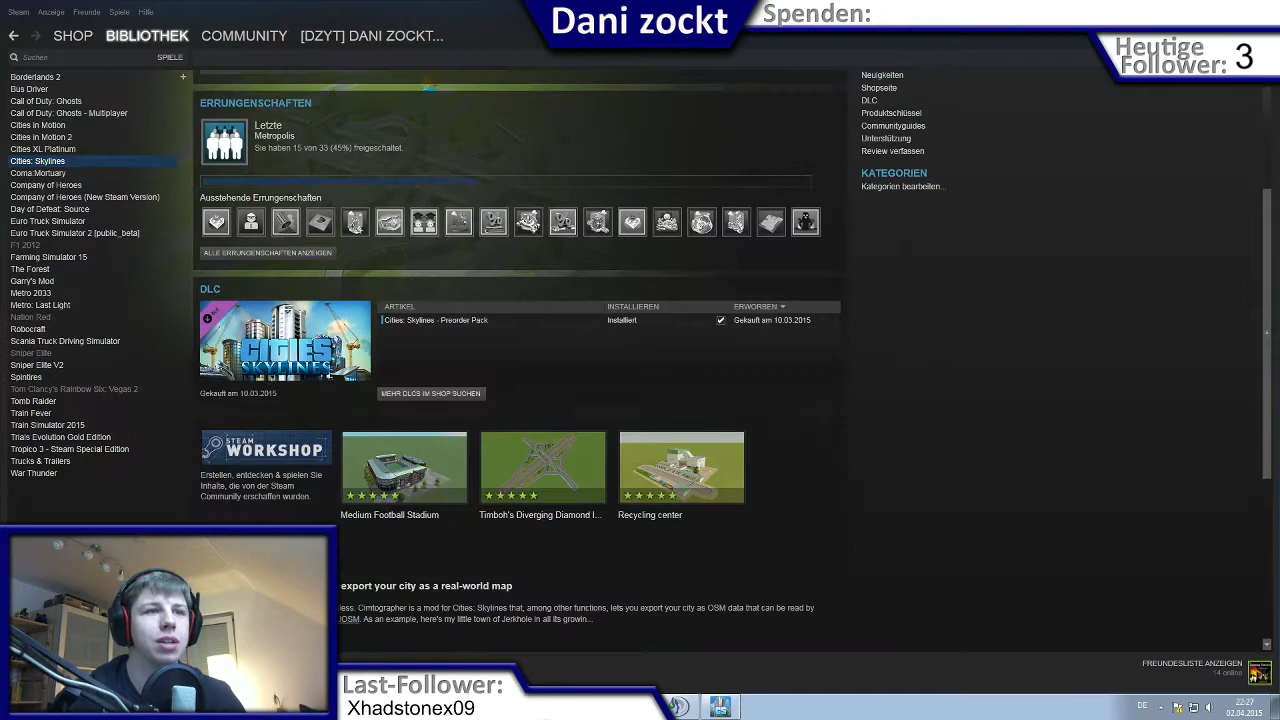 Steam Anzeige Freunde Spiele Hilfe
SHOP BIBLIOTHEK COMMUNITY [DZYT] DANI ZOCKT...
Dani zockt
Spenden:
Heutige
Follower: 3
Suchen SPIELE
Borderlands 2
Bus Driver
Call of Duty: Ghosts
Call of Duty: Ghosts - Multiplayer
Cities in Motion
Cities in Motion 2
Cities XL Platinum
Cities: Skylines
Coma:Mortuary
Company of Heroes
Company of Heroes (New Steam Version)
Day of Defeat: Source
Euro Truck Simulator
Euro Truck Simulator 2 [public_beta]
F1 2012
Farming Simulator 15
The Forest
Garry's Mod
Metro 2033
Metro: Last Light
Nation Red
Robocraft
Scania Truck Driving Simulator
Sniper Elite
Sniper Elite V2
Spintires
Tom Clancy's Rainbow Six: Vegas 2
Tomb Raider
Train Fever
Train Simulator 2015
Trials Evolution Gold Edition
Tropico 3 - Steam Special Edition
Trucks & Trailers
War Thunder
ERRUNGENSCHAFTEN
Letzte
Metropolis
Sie haben 15 von 33 (45%) freigeschaltet.
Ausstehende Errungenschaften
ALLE ERRUNGENSCHAFTEN ANZEIGEN
DLC
ARTIKEL INSTALLIEREN ERWORBEN
Cities: Skylines - Preorder Pack Installiert Gekauft am 10.03.2015
CITIES
SKYLINES
Gekauft am 10.03.2015
MEHR DLCS IM SHOP SUCHEN
STEAM
WORKSHOP
Erstellen, entdecken & spielen Sie
Inhalte, die von der Steam
Community erschaffen wurden.
Medium Football Stadium Timboh's Diverging Diamond I... Recycling center
export your city as a real-world map
less. Cimtographer is a mod for Cities: Skylines that, among other functions, lets you export your city as OSM data that can be read by
JOSM. As an example, here's my little town of Jerkhole in all its growin...
Neuigkeiten
Shopseite
DLC
Produktschlüssel
Communityguides
Unterstützung
Review verfassen
KATEGORIEN
Kategorien bearbeiten...
FREUNDESLISTE ANZEIGEN
14 online
Last-Follower:
Xhadstonex09
DE
22:27
02.04.2015